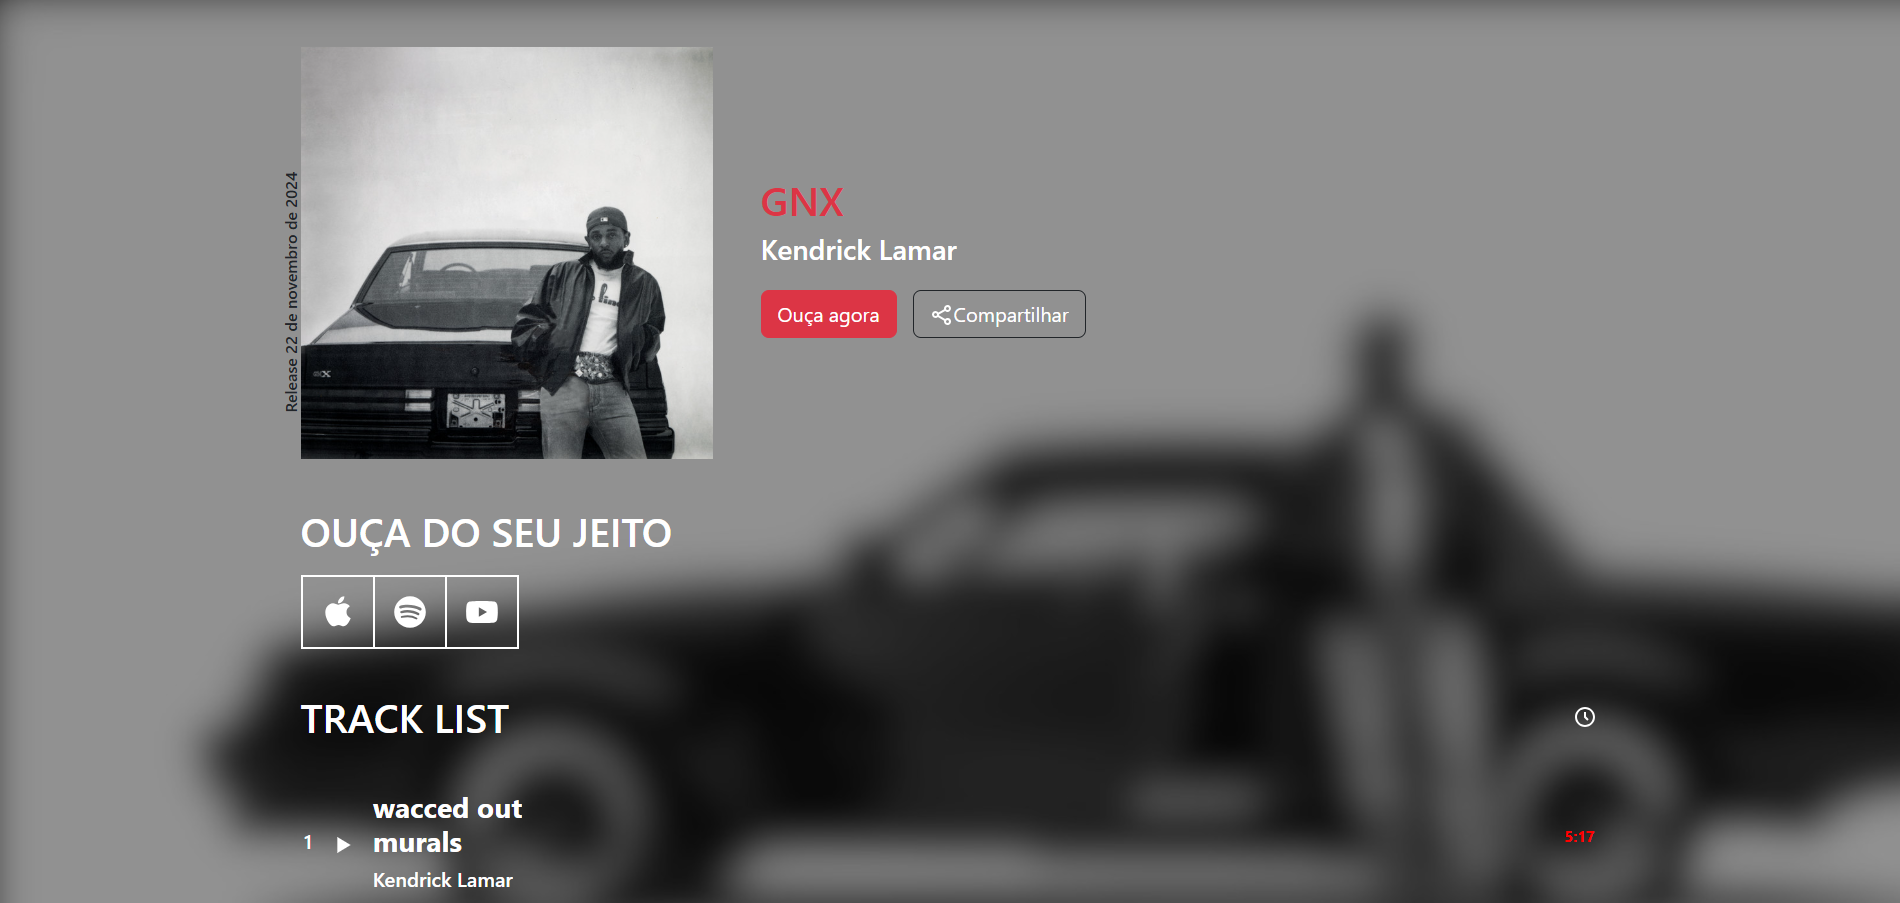 Release 22 de novembro de 2024
GNX
Kendrick Lamar
Ouça agora
Compartilhar
OUÇA DO SEU JEITO
TRACK LIST
1
wacced out
murals
Kendrick Lamar
5:17